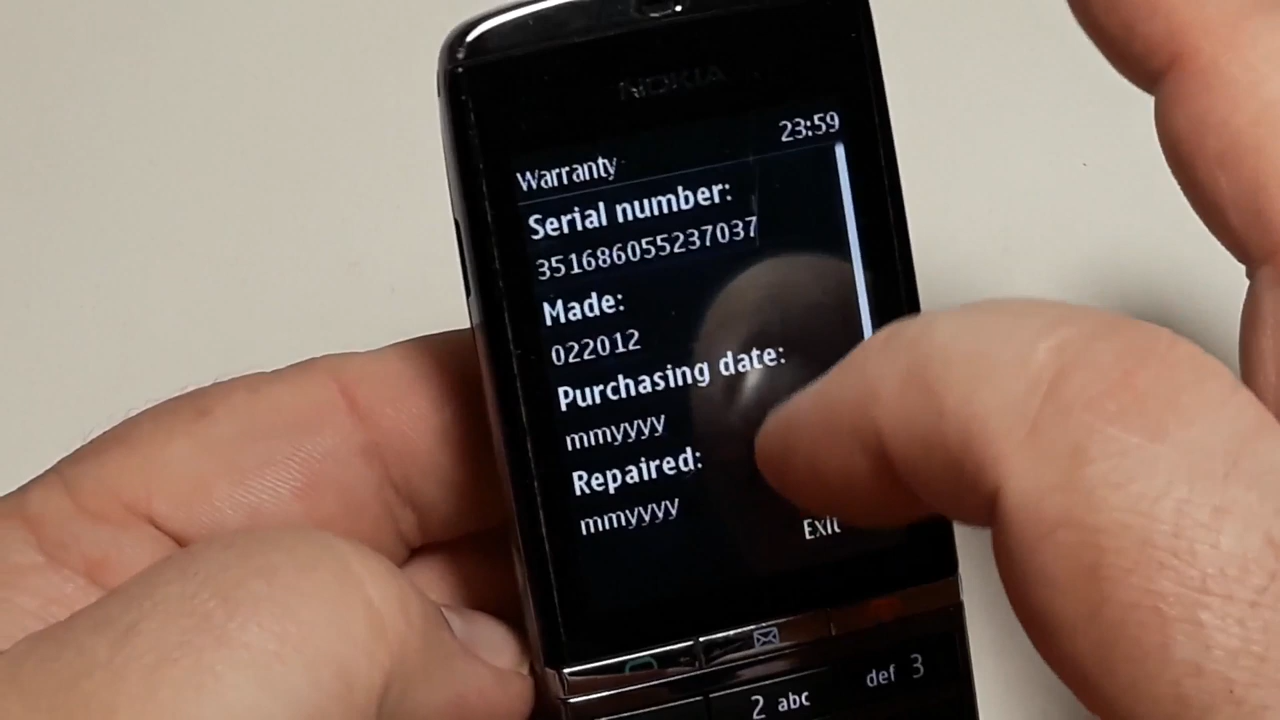 NOKIA
23:59
Warranty
Serial number:
351686055237037
Made:
022012
Purchasing date:
mmyyyy
Repaired:
mmyyyy
Exit
2 abc
def 3